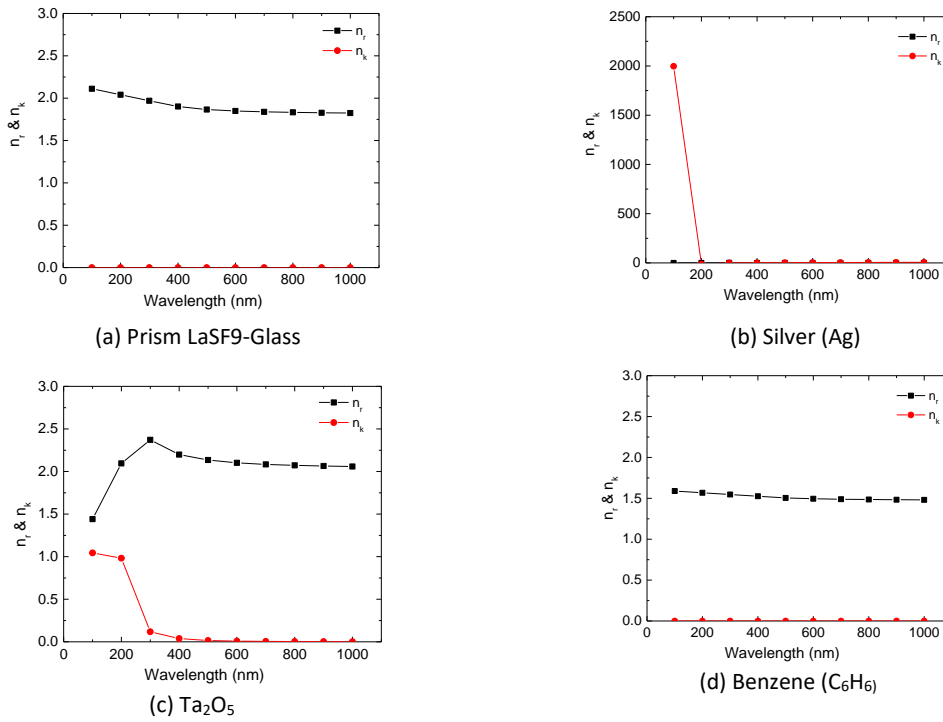 3.0
2.5
2.0
1.5
1.0
0.5
0.0
n_r & n_k
n_r
n_k
0 200 400 600 800 1000
Wavelength (nm)
(a) Prism LaSF9-Glass
2500
2000
1500
1000
500
0
n_r & n_k
n_r
n_k
0 200 400 600 800 1000
Wavelength (nm)
(b) Silver (Ag)
3.0
2.5
2.0
1.5
1.0
0.5
0.0
n_r & n_k
n_r
n_k
0 200 400 600 800 1000
Wavelength (nm)
(c) Ta₂O₅
3.0
2.5
2.0
1.5
1.0
0.5
0.0
n_r & n_k
n_r
n_k
0 200 400 600 800 1000
Wavelength (nm)
(d) Benzene (C₆H₆)